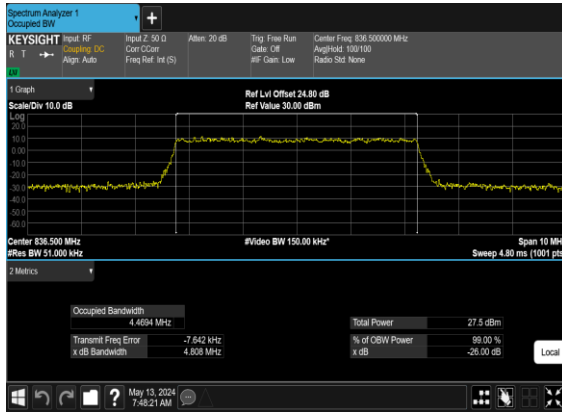 Spectrum Analyzer 1
Occupied BW
+
KEYSIGHT
R T
LXI
Input: RF
Coupling: DC
Align: Auto
Input Z: 50 Ω
Corr CCorr
Freq Ref: Int (S)
Atten: 20 dB
Trig: Free Run
Gate: Off
#IF Gain: Low
Center Freq: 836.500000 MHz
Avg|Hold: 100/100
Radio Std: None
1 Graph
Scale/Div 10.0 dB
Ref Lvl Offset 24.80 dB
Ref Value 30.00 dBm
Log
20.0
10.0
0.00
-10.0
-20.0
-30.0
-40.0
-50.0
-60.0
Center 836.500 MHz
#Res BW 51.000 kHz
#Video BW 150.00 kHz*
Span 10 MH
Sweep 4.80 ms (1001 pts
2 Metrics
Occupied Bandwidth
4.4694 MHz
Transmit Freq Error -7.642 kHz
x dB Bandwidth 4.808 MHz
Total Power 27.5 dBm
% of OBW Power 99.00 %
x dB -26.00 dB
Local
?
May 13, 2024
7:48:21 AM